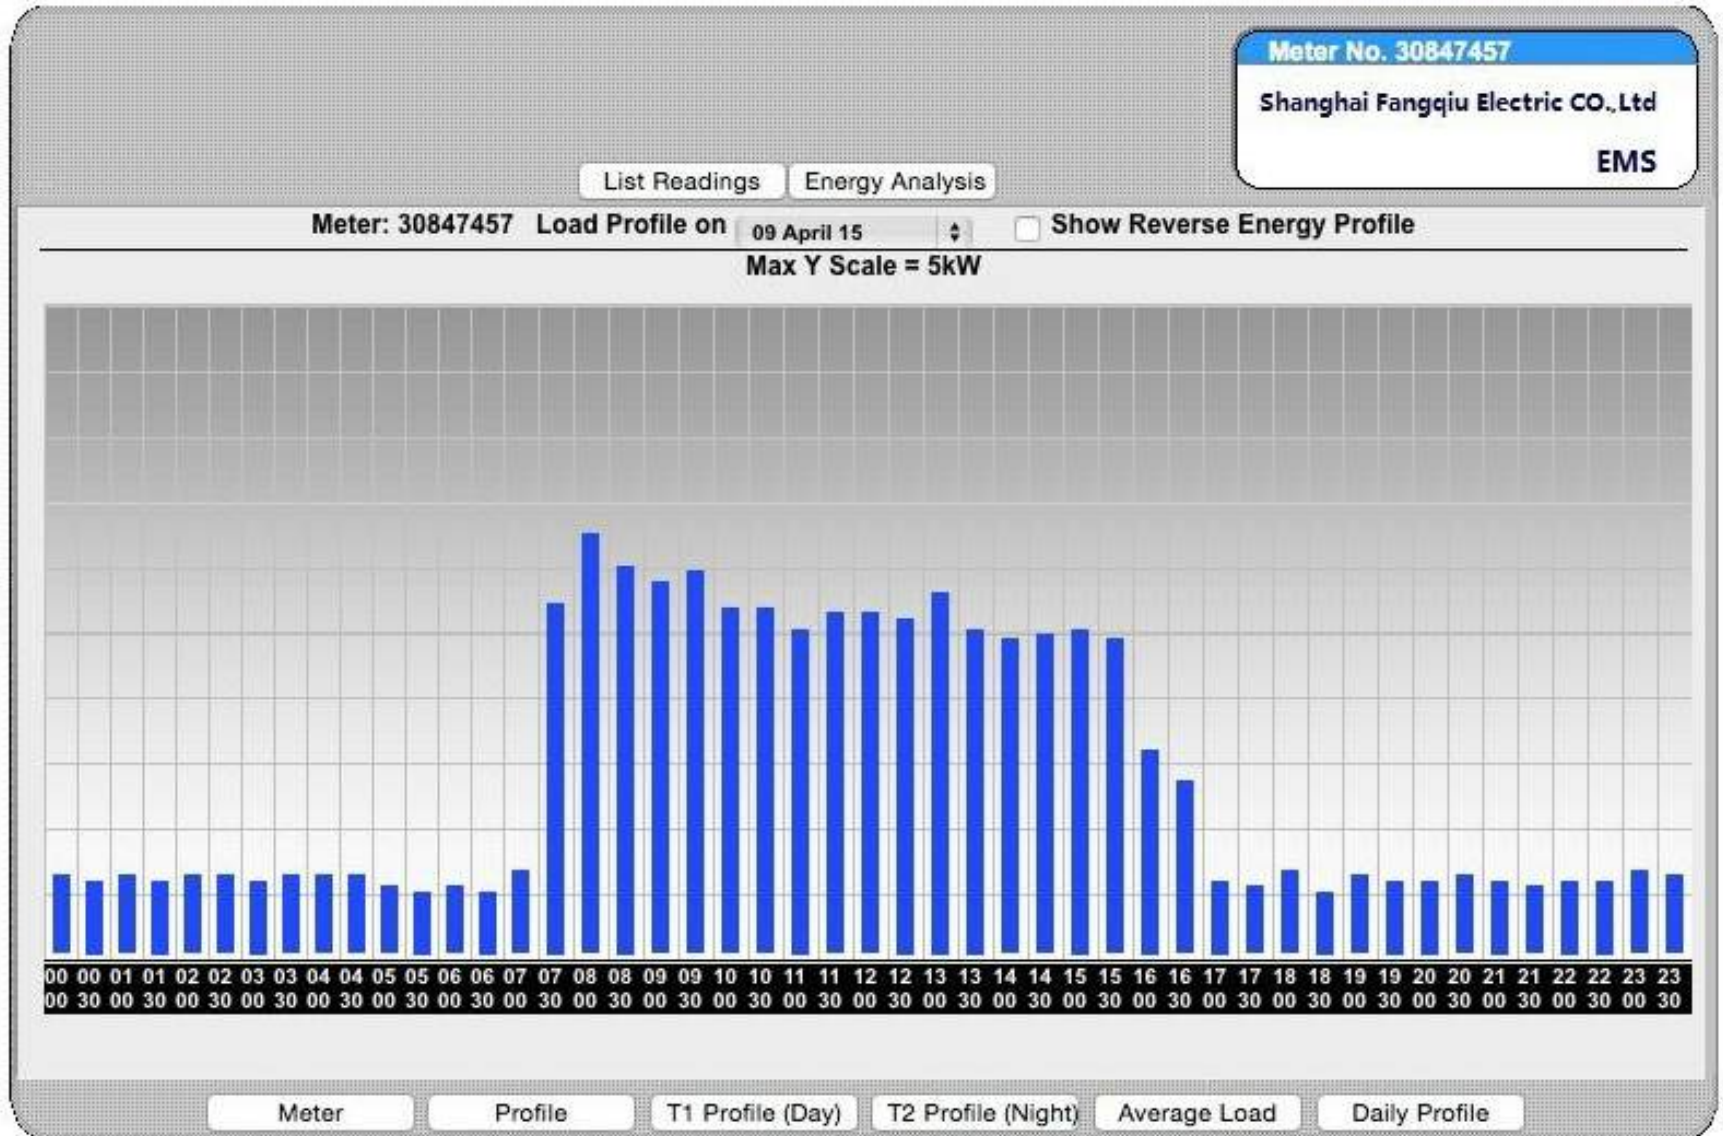 Meter No. 30847457
Shanghai Fangqiu Electric CO.,Ltd
EMS
List Readings Energy Analysis
Meter: 30847457 Load Profile on 09 April 15 Show Reverse Energy Profile
Max Y Scale = 5kW
00 00 01 01 02 02 03 03 04 04 05 05 06 06 07 07 08 08 09 09 10 10 11 11 12 12 13 13 14 14 15 15 16 16 17 17 18 18 19 19 20 20 21 21 22 22 23 23
00 30 00 30 00 30 00 30 00 30 00 30 00 30 00 30 00 30 00 30 00 30 00 30 00 30 00 30 00 30 00 30 00 30 00 30 00 30 00 30 00 30 00 30 00 30 00 30
Meter Profile T1 Profile (Day) T2 Profile (Night) Average Load Daily Profile